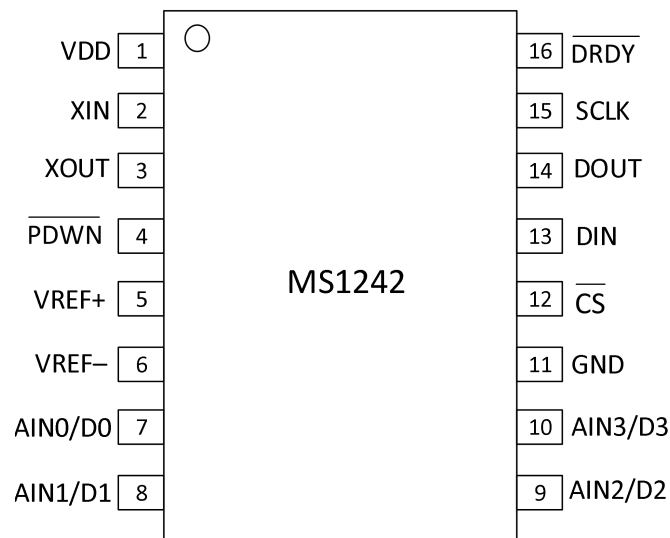 VDD 1 16 DRDY
XIN 2 15 SCLK
XOUT 3 14 DOUT
PDWN 4 13 DIN
MS1242
VREF+ 5 12 CS
VREF– 6 11 GND
AIN0/D0 7 10 AIN3/D3
AIN1/D1 8 9 AIN2/D2